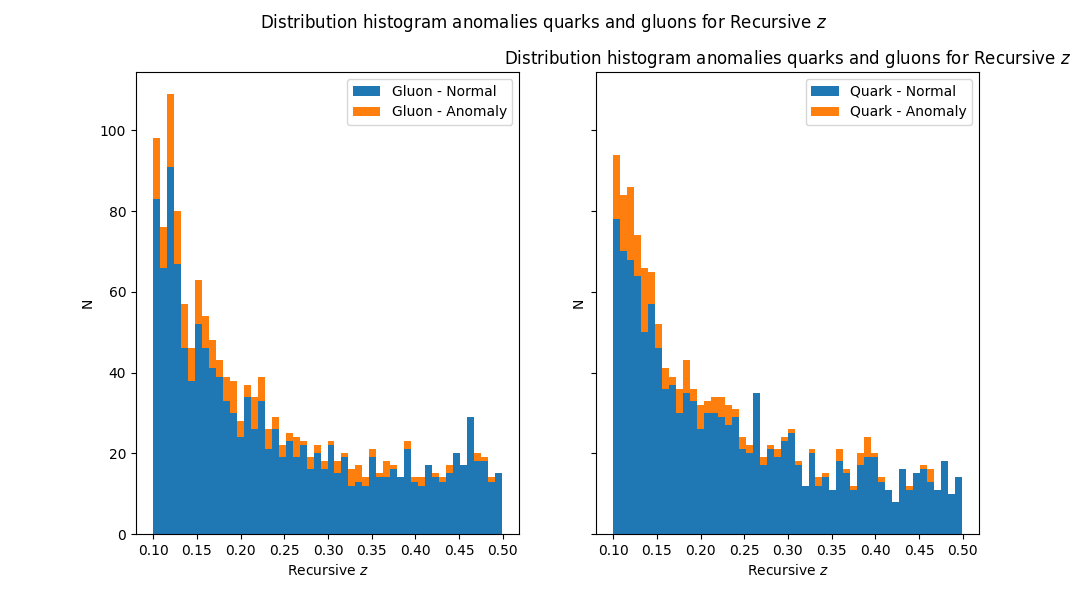 Distribution histogram anomalies quarks and gluons for Recursive z
Distribution histogram anomalies quarks and gluons for Recursive z
Gluon - Normal
Gluon - Anomaly
100
80
60
40
20
0
N
0.10 0.15 0.20 0.25 0.30 0.35 0.40 0.45 0.50
Recursive z
Quark - Normal
Quark - Anomaly
N
0.10 0.15 0.20 0.25 0.30 0.35 0.40 0.45 0.50
Recursive z